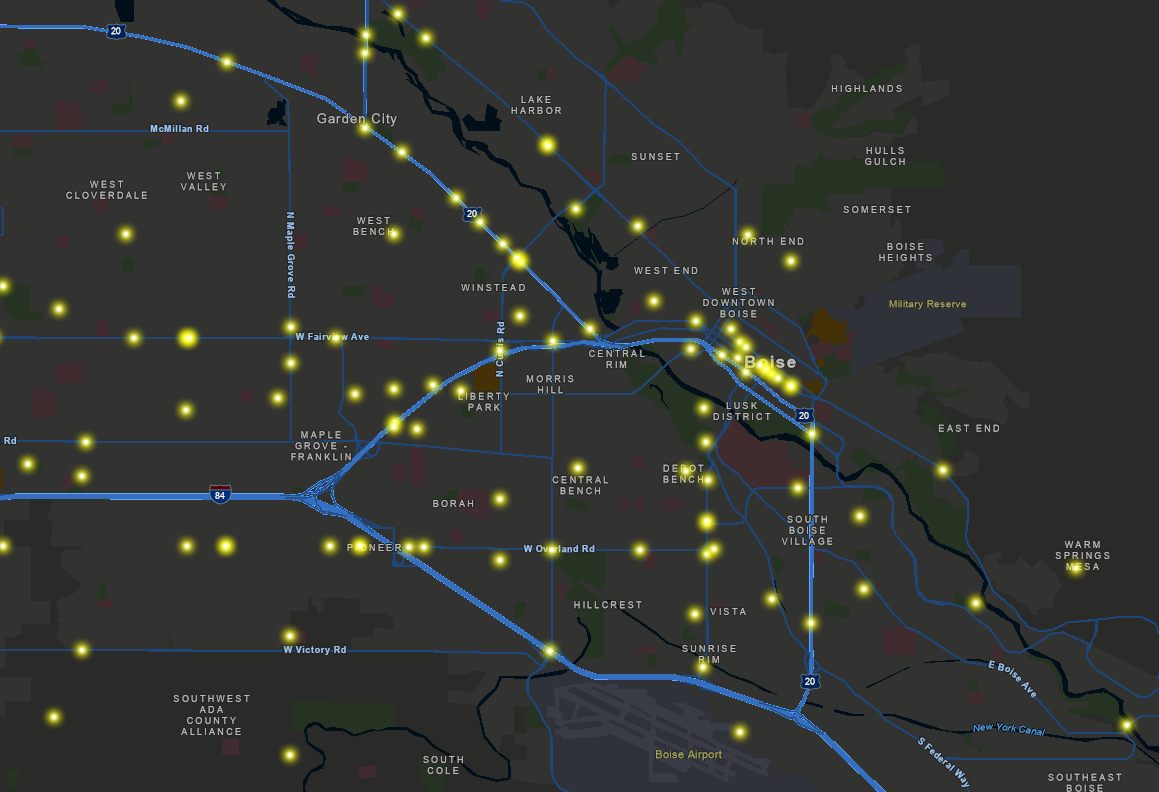 20
LAKE
HARBOR
HIGHLANDS
Garden City
McMillan Rd
SUNSET
HULLS
GULCH
WEST
CLOVERDALE
WEST
VALLEY
20
SOMERSET
WEST
BENCH
N Maple Grove Rd
NORTH END
BOISE
HEIGHTS
WEST END
WINSTEAD
WEST
DOWNTOWN
BOISE
Military Reserve
W Fairview Ave
N Curtis Rd
CENTRAL
RIM
Boise
MORRIS
HILL
LIBERTY
PARK
LUSK
DISTRICT
20
EAST END
Rd
MAPLE
GROVE -
FRANKLIN
DEPOT
BENCH
CENTRAL
BENCH
84
BORAH
SOUTH
BOISE
VILLAGE
PIONEER
W Overland Rd
WARM
SPRINGS
MESA
HILLCREST
VISTA
W Victory Rd
SUNRISE
RIM
E Boise Ave
20
SOUTHWEST
ADA
COUNTY
ALLIANCE
New York Canal
Boise Airport
S Federal Way
SOUTH
COLE
SOUTHEAST
BOISE